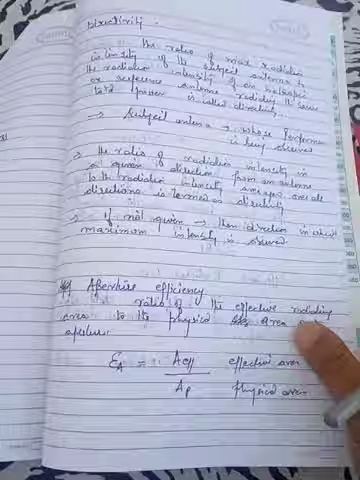 Directivity :
the ratio of max radiation
intensity of the subject antenna to
the radiation intensity of an isotropic
or reference antenna radiating the same
total power is called directivity.
→ Subject antenna → whose performance
is being observed
→ the ratio of radiation intensity in
a given direction from an antenna
to the radiation intensity averages over all
directions is termed as directivity
→ if not given → then direction in which
maximum intensity is
Aperture efficiency
ratio of the effective radiating
area to the physical area
aperture.
ƐA = Aeff effective area
Ap physical area